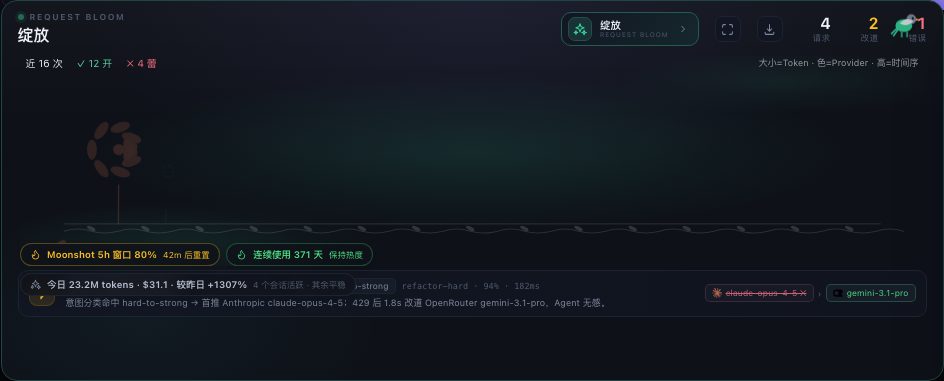 REQUEST BLOOM
绽放
绽放
REQUEST BLOOM
4
请求
2
改道
1
错误
近 16 次 ✓ 12 开 × 4 蕾
大小=Token · 色=Provider · 高=时间序
Moonshot 5h 窗口 80% 42m 后重置
连续使用 371 天 保持热度
今日 23.2M tokens · $31.1 · 较昨日 +1307% 4 个会话活跃 · 其余平稳
o-strong refactor-hard · 94% · 182ms
意图分类命中 hard-to-strong → 首推 Anthropic claude-opus-4-5；429 后 1.8s 改道 OpenRouter gemini-3.1-pro，Agent 无感。
claude-opus-4-5 × › gemini-3.1-pro